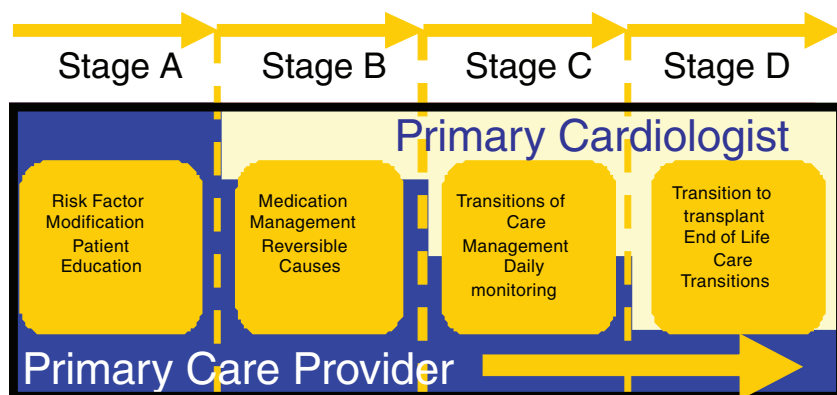 Stage A
Stage B
Stage C
Stage D
Primary Cardiologist
Risk Factor
Modification
Patient
Education
Medication
Management
Reversible
Causes
Transitions of
Care
Management
Daily
monitoring
Transition to
transplant
End of Life
Care
Transitions
Primary Care Provider